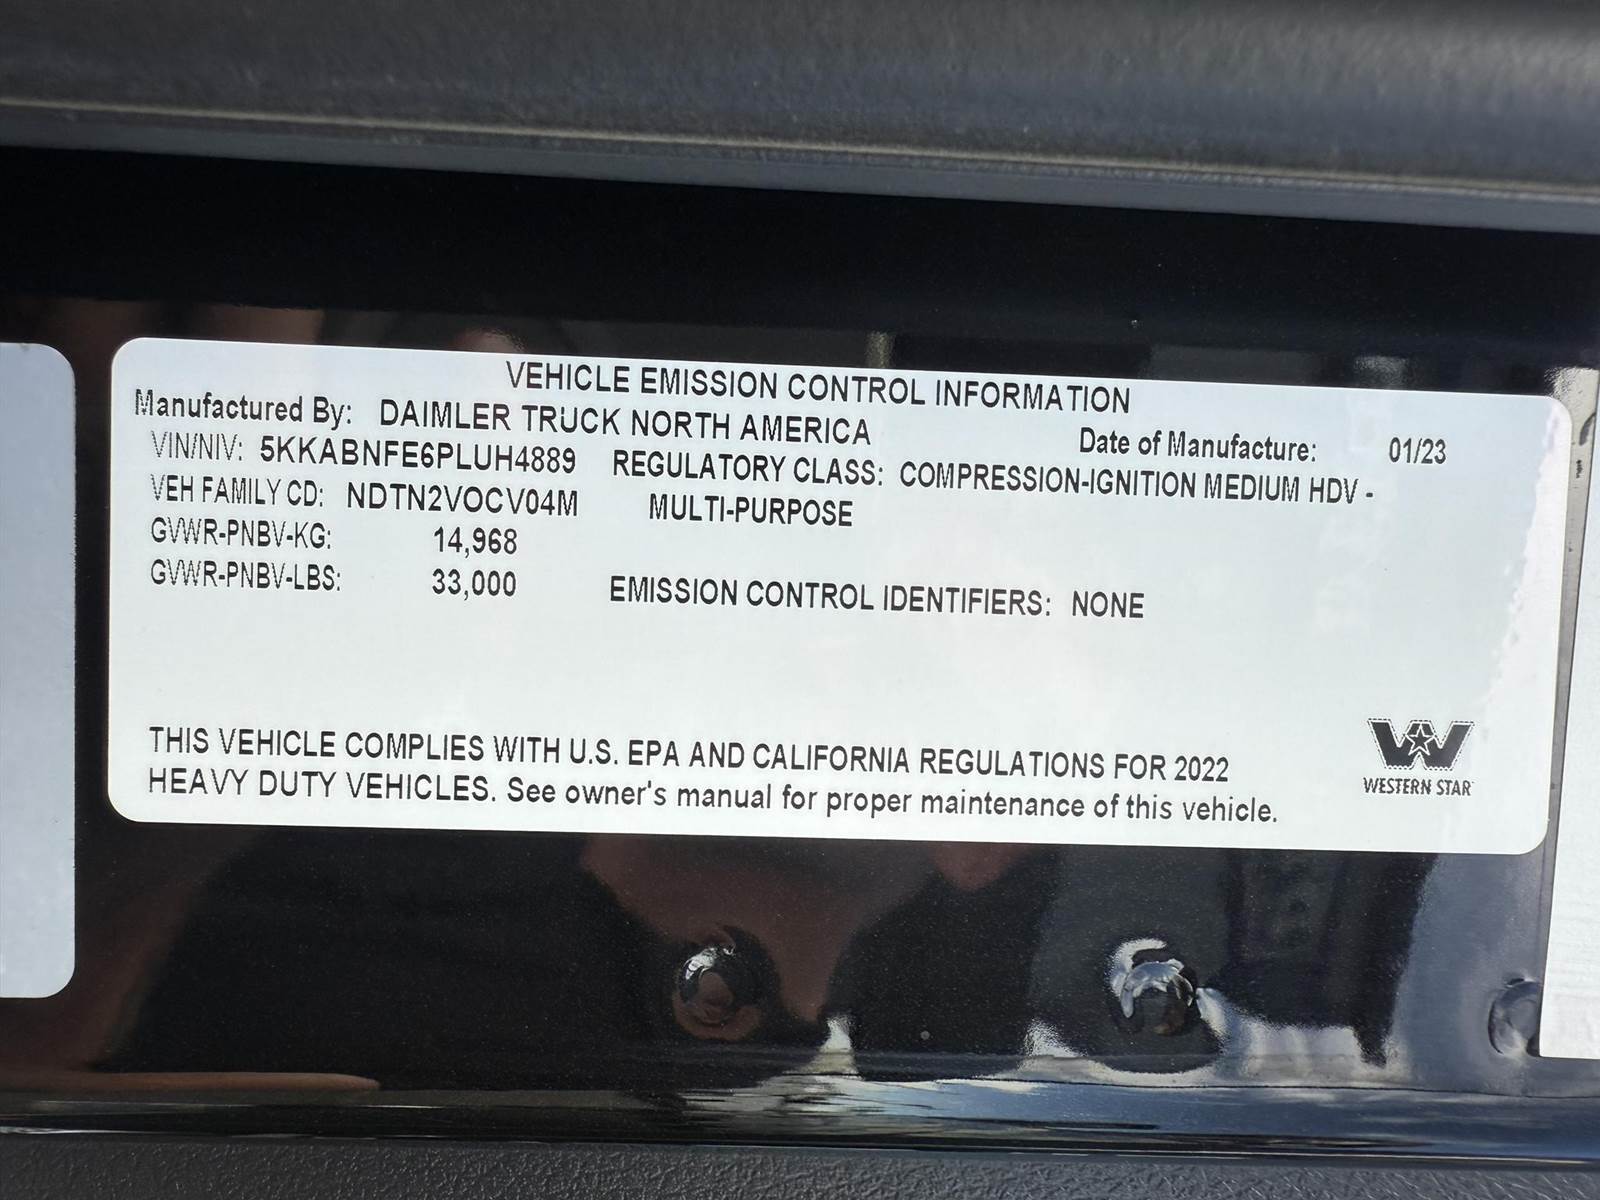 VEHICLE EMISSION CONTROL INFORMATION
Manufactured By: DAIMLER TRUCK NORTH AMERICA
Date of Manufacture: 01/23
VIN/NIV: 5KKABNFE6PLUH4889 REGULATORY CLASS: COMPRESSION-IGNITION MEDIUM HDV -
VEH FAMILY CD: NDTN2VOCV04M MULTI-PURPOSE
GVWR-PNBV-KG: 14,968
GVWR-PNBV-LBS: 33,000 EMISSION CONTROL IDENTIFIERS: NONE
THIS VEHICLE COMPLIES WITH U.S. EPA AND CALIFORNIA REGULATIONS FOR 2022
HEAVY DUTY VEHICLES. See owner's manual for proper maintenance of this vehicle.
WESTERN STAR